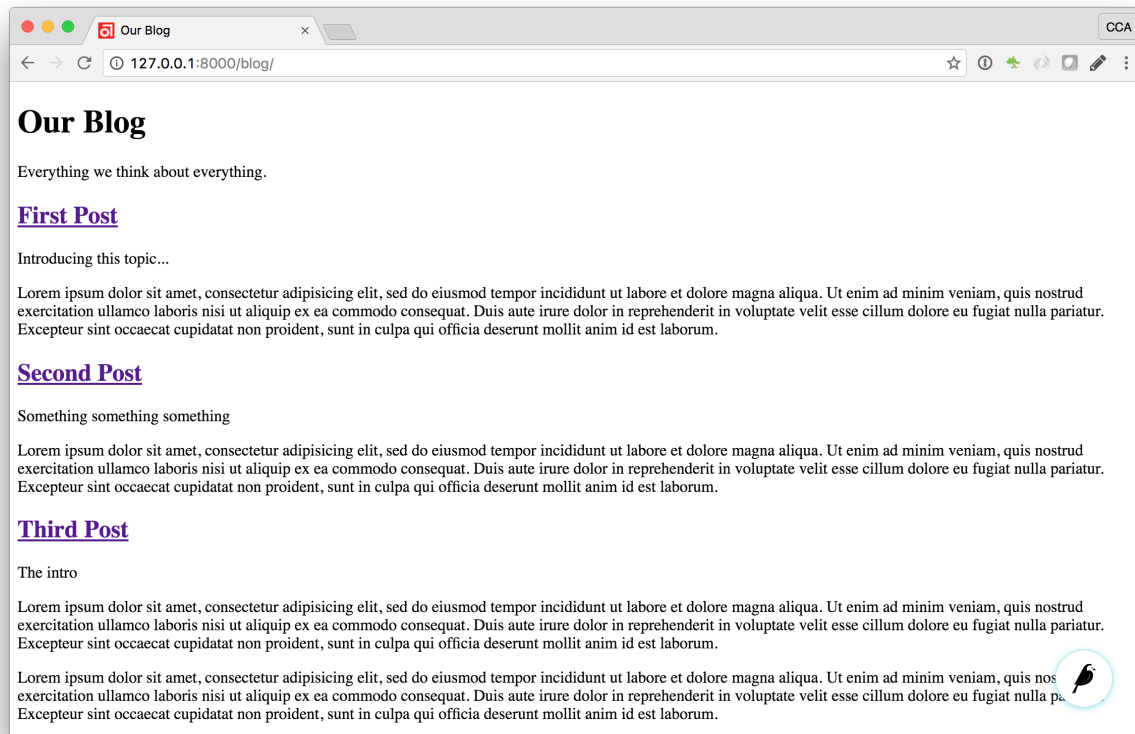 Our Blog
CCA
127.0.0.1:8000/blog/
Our Blog
Everything we think about everything.
First Post
Introducing this topic...
Lorem ipsum dolor sit amet, consectetur adipisicing elit, sed do eiusmod tempor incididunt ut labore et dolore magna aliqua. Ut enim ad minim veniam, quis nostrud
exercitation ullamco laboris nisi ut aliquip ex ea commodo consequat. Duis aute irure dolor in reprehenderit in voluptate velit esse cillum dolore eu fugiat nulla pariatur.
Excepteur sint occaecat cupidatat non proident, sunt in culpa qui officia deserunt mollit anim id est laborum.
Second Post
Something something something
Lorem ipsum dolor sit amet, consectetur adipisicing elit, sed do eiusmod tempor incididunt ut labore et dolore magna aliqua. Ut enim ad minim veniam, quis nostrud
exercitation ullamco laboris nisi ut aliquip ex ea commodo consequat. Duis aute irure dolor in reprehenderit in voluptate velit esse cillum dolore eu fugiat nulla pariatur.
Excepteur sint occaecat cupidatat non proident, sunt in culpa qui officia deserunt mollit anim id est laborum.
Third Post
The intro
Lorem ipsum dolor sit amet, consectetur adipisicing elit, sed do eiusmod tempor incididunt ut labore et dolore magna aliqua. Ut enim ad minim veniam, quis nostrud
exercitation ullamco laboris nisi ut aliquip ex ea commodo consequat. Duis aute irure dolor in reprehenderit in voluptate velit esse cillum dolore eu fugiat nulla pariatur.
Excepteur sint occaecat cupidatat non proident, sunt in culpa qui officia deserunt mollit anim id est laborum.
Lorem ipsum dolor sit amet, consectetur adipisicing elit, sed do eiusmod tempor incididunt ut labore et dolore magna aliqua. Ut enim ad minim veniam, quis
exercitation ullamco laboris nisi ut aliquip ex ea commodo consequat. Duis aute irure dolor in reprehenderit in voluptate velit esse cillum dolore eu fugiat nulla
Excepteur sint occaecat cupidatat non proident, sunt in culpa qui officia deserunt mollit anim id est laborum.